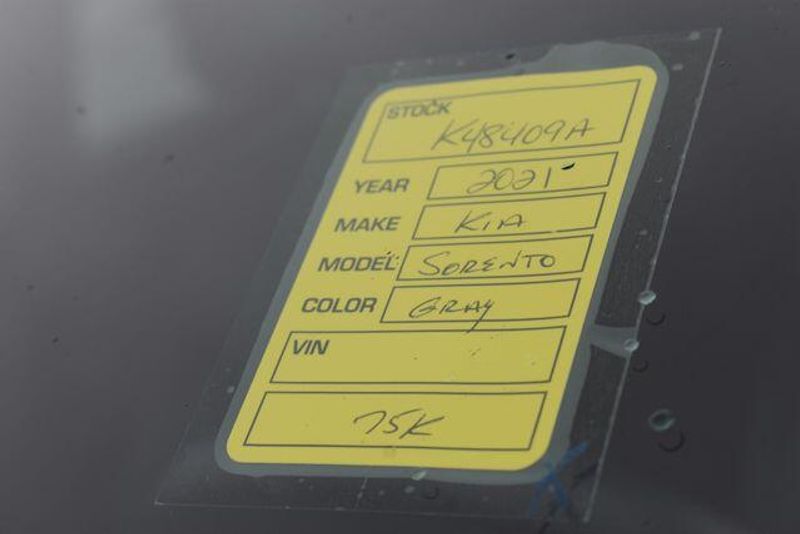 STOCK
K48409A
YEAR 2021
MAKE KIA
MODEL SORENTO
COLOR GRAY
VIN
75K